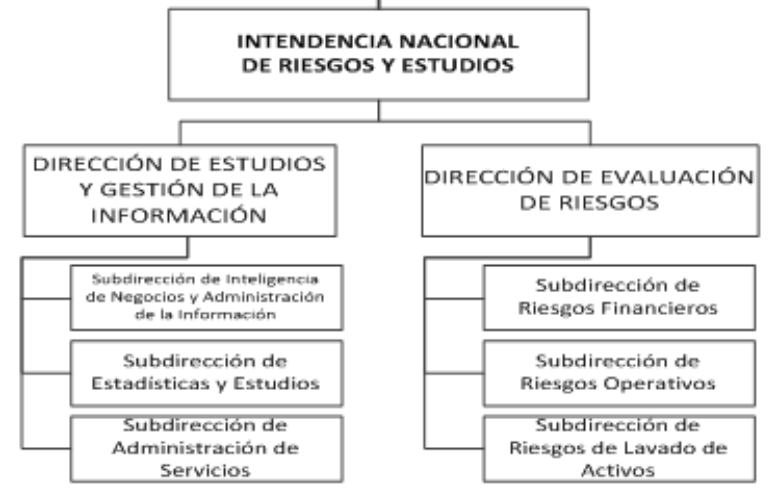 INTENDENCIA NACIONAL
DE RIESGOS Y ESTUDIOS
DIRECCIÓN DE ESTUDIOS
Y GESTIÓN DE LA
INFORMACIÓN
Subdirección de Inteligencia
de Negocios y Administración
de la Información
Subdirección de
Estadísticas y Estudios
Subdirección de
Administración de
Servicios
DIRECCIÓN DE EVALUACIÓN
DE RIESGOS
Subdirección de
Riesgos Financieros
Subdirección de
Riesgos Operativos
Subdirección de
Riesgos de Lavado de
Activos